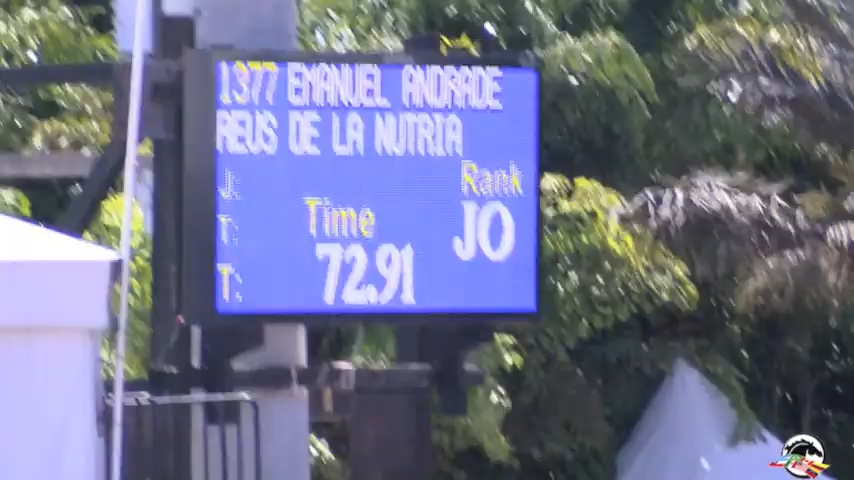 1377 EMANUEL ANDRADE
REUS DE LA NUTRIA
J:
Rank
T:
Time
JO
T:
72.91